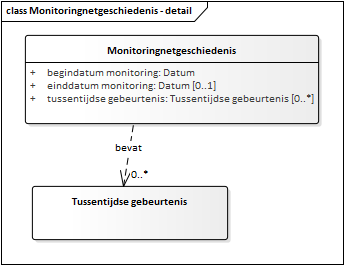 class Monitoringnetgeschiedenis - detail
Monitoringnetgeschiedenis
+ begindatum monitoring: Datum
+ einddatum monitoring: Datum [0..1]
+ tussentijdse gebeurtenis: Tussentijdse gebeurtenis [0..*]
bevat
0..*
Tussentijdse gebeurtenis